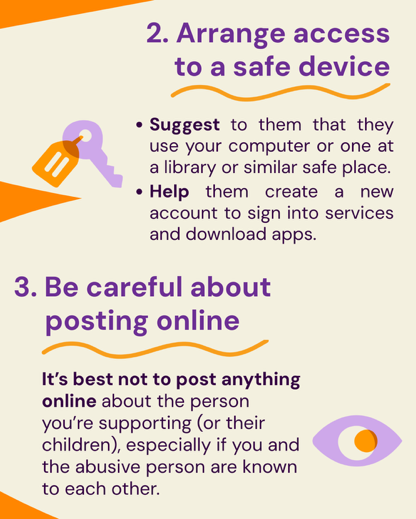 2. Arrange access
to a safe device
• Suggest to them that they
use your computer or one at
a library or similar safe place.
• Help them create a new
account to sign into services
and download apps.
3. Be careful about
posting online
It's best not to post anything
online about the person
you're supporting (or their
children), especially if you and
the abusive person are known
to each other.